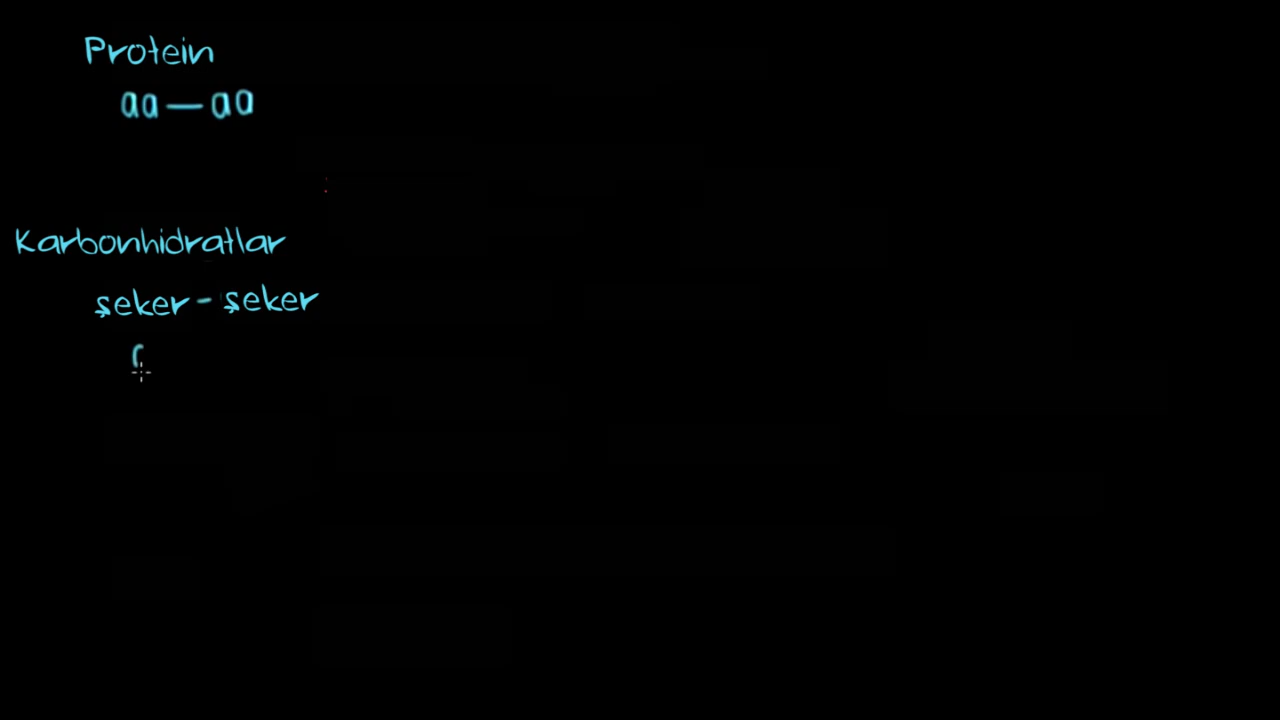 Protein
aa — aa
Karbonhidratlar
şeker - şeker